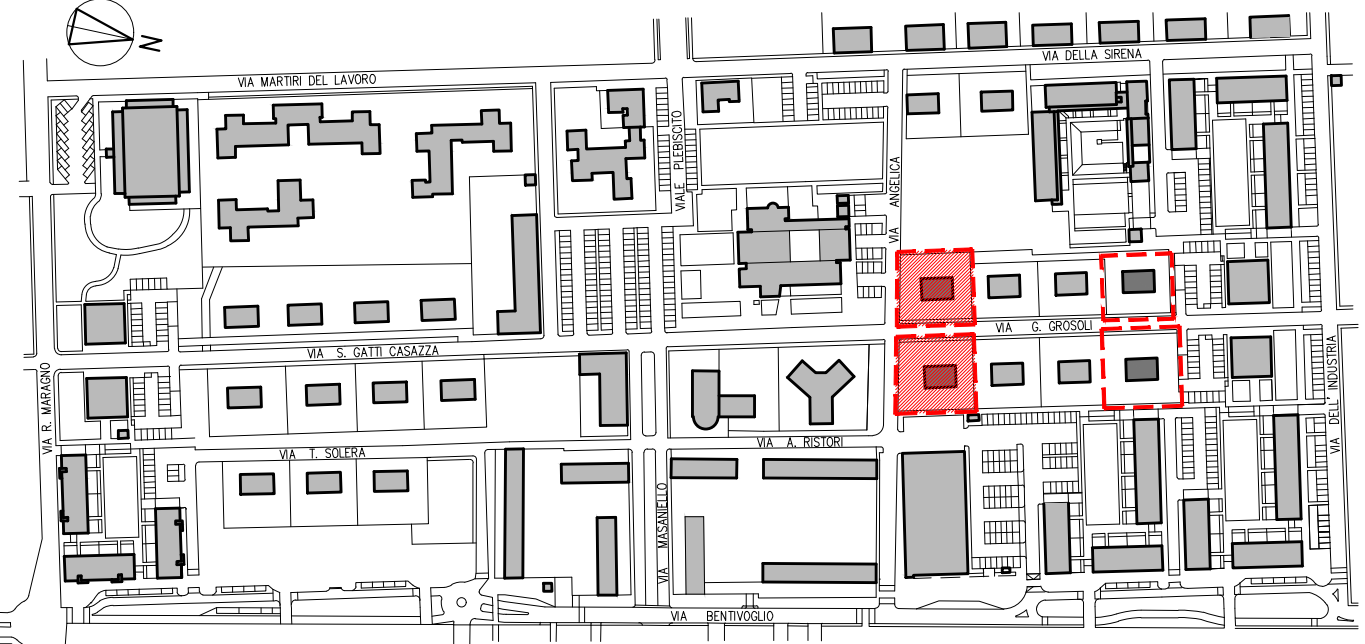 N
VIA MARTIRI DEL LAVORO
VIA DELLA SIRENA
VIALE PLEBISCITO
VIA ANGELICA
VIA G. GROSOLI
VIA S. GATTI CASAZZA
VIA R. MARAGNO
VIA DELL' INDUSTRIA
VIA A. RISTORI
VIA T. SOLERA
VIA MASANIELLO
VIA BENTIVOGLIO